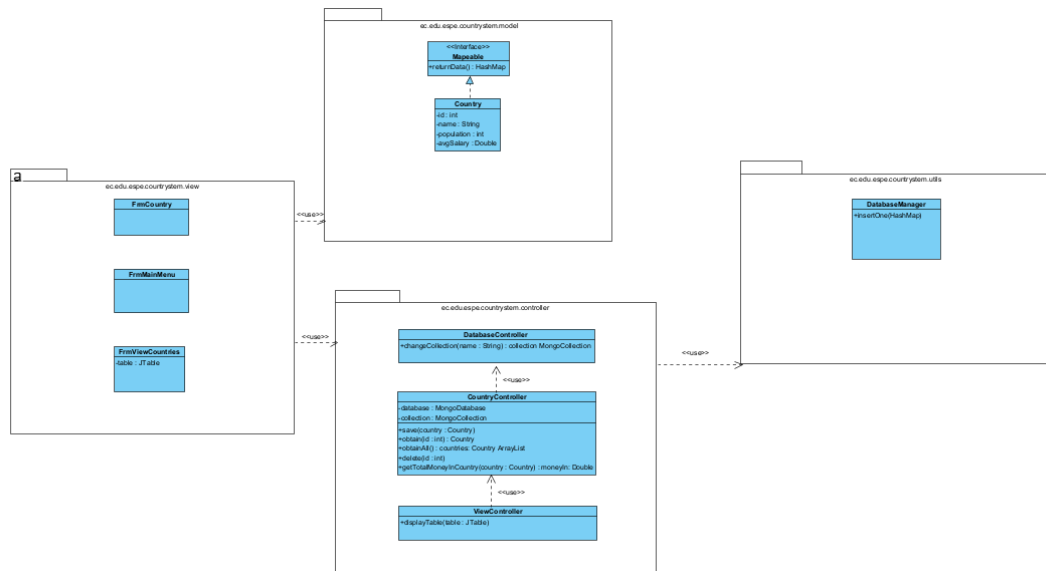 ec.edu.espe.countrystem.model
<<Interface>>
Mapeable
+returnData() : HashMap
Country
-id : int
-name : String
-population : int
-avgSalary : Double
a
ec.edu.espe.countrystem.view
FrmCountry
FrmMainMenu
FrmViewCountries
-table : JTable
<<use>>
<<use>>
ec.edu.espe.countrystem.controller
DatabaseController
+changeCollection(name : String) : collection MongoCollection
<<use>>
CountryController
-database : MongoDatabase
-collection : MongoCollection
+save(country : Country)
+obtain(id : int) : Country
+obtainAll() : countries: Country ArrayList
+delete(id : int)
+getTotalMoneyInCountry(country : Country) : moneyIn: Double
<<use>>
ViewController
+displayTable(table : JTable)
<<use>>
ec.edu.espe.countrystem.utils
DatabaseManager
+insertOne(HashMap)